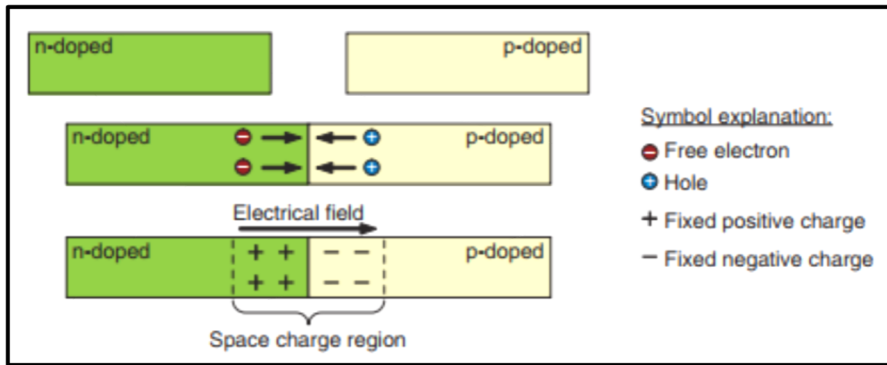 n-doped
p-doped
n-doped
p-doped
Electrical field
n-doped
+ + - -
p-doped
+ + - -
Space charge region
Symbol explanation:
- Free electron
+ Hole
+ Fixed positive charge
- Fixed negative charge